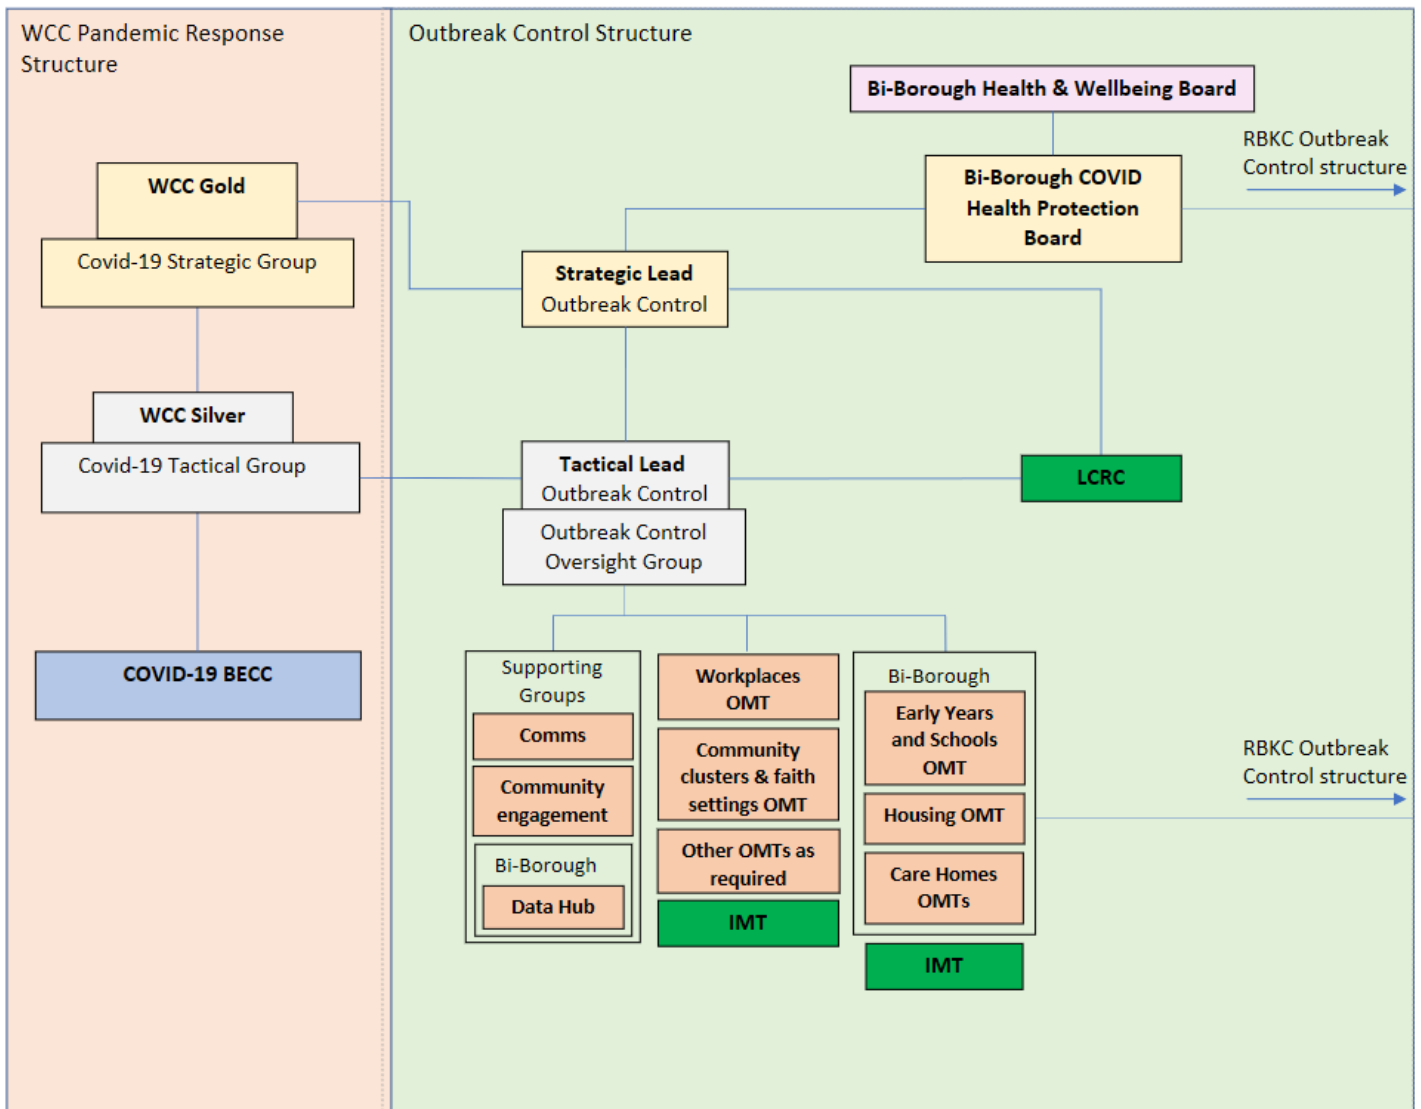 WCC Pandemic Response
Structure
Outbreak Control Structure
Bi-Borough Health & Wellbeing Board
RBKC Outbreak
Control structure
WCC Gold
Covid-19 Strategic Group
Bi-Borough COVID
Health Protection
Board
Strategic Lead
Outbreak Control
WCC Silver
Covid-19 Tactical Group
Tactical Lead
Outbreak Control
Outbreak Control
Oversight Group
LCRC
COVID-19 BECC
Supporting
Groups
Comms
Community
engagement
Bi-Borough
Data Hub
Workplaces
OMT
Community
clusters & faith
settings OMT
Other OMTs as
required
IMT
Bi-Borough
Early Years
and Schools
OMT
Housing OMT
Care Homes
OMTs
IMT
RBKC Outbreak
Control structure